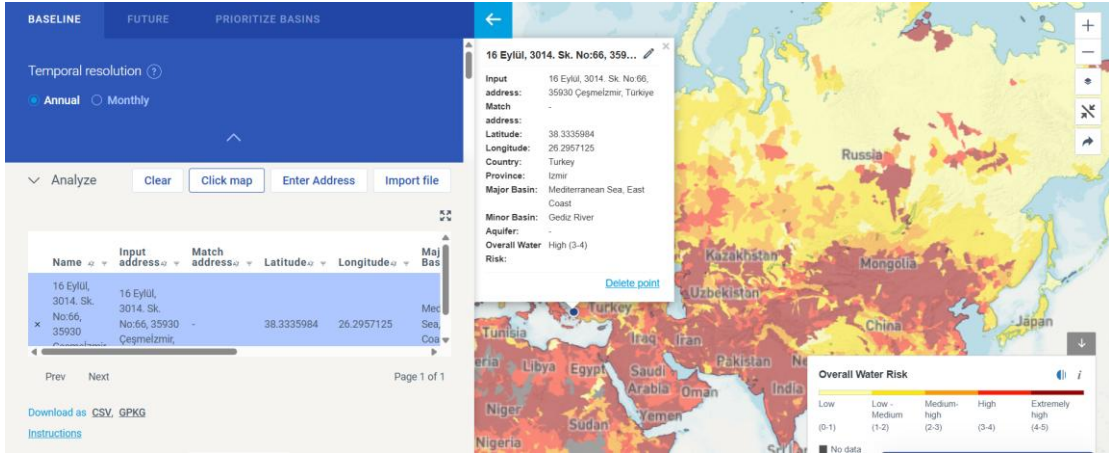 BASELINE FUTURE PRIORITIZE BASINS
Temporal resolution ?
Annual Monthly
Analyze Clear Click map Enter Address Import file
Name Input address Match address Latitude Longitude Maj Bas
16 Eylül,
3014. Sk.
No:66,
35930
16 Eylül,
3014. Sk.
No:66, 35930
Çeşmelzmir,
-
38.3335984
26.2957125
Med
Sea,
Coa
Prev Next Page 1 of 1
Download as CSV, GPKG
Instructions
16 Eylül, 3014. Sk. No:66, 359...
Input address: 16 Eylül, 3014. Sk. No:66,
35930 Çeşmelzmir, Türkiye
Match address: -
Latitude: 38.3335984
Longitude: 26.2957125
Country: Turkey
Province: Izmir
Major Basin: Mediterranean Sea, East
Coast
Minor Basin: Gediz River
Aquifer: -
Overall Water Risk: High (3-4)
Delete point
Russia
Kazakhstan
Mongolia
Uzbekistan
Turkey
China
Japan
Tunisia
Iraq Iran
Libya Egypt Saudi Arabia Oman Pakistan
India
Niger
Sudan
Yemen
Nigeria
Overall Water Risk i
Low Low - Medium Medium-high High Extremely high
(0-1) (1-2) (2-3) (3-4) (4-5)
No data